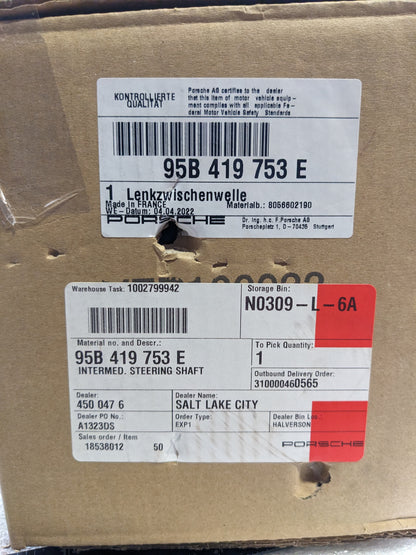 KONTROLLIERTE
QUALITÄT
Porsche AG certifies to the dealer
that this item of motor vehicle equip-
ment complies with all applicable Fe-
deral Motor Vehicle Safety Standards
95B 419 753 E
1 Lenkzwischenwelle
Made in FRANCE
Materialb.: 8056602190
WE-Datum: 04.04.2022
PORSCHE
Dr. Ing. h.c. F.Porsche AG
Porscheplatz 1, D-70435 Stuttgart
Warehouse Task: 1002799942
Storage Bin:
N0309-L-6A
Material no. and Descr.:
95B 419 753 E
INTERMED. STEERING SHAFT
To Pick Quantity:
1
Outbound Delivery Order:
310000460565
Dealer:
450 047 6
Dealer Name:
SALT LAKE CITY
Dealer PO No.:
A1323DS
Order Type:
EXP1
Dealer Bin Loc.:
HALVERSON
Sales order / Item
18538012 50
PORSCHE